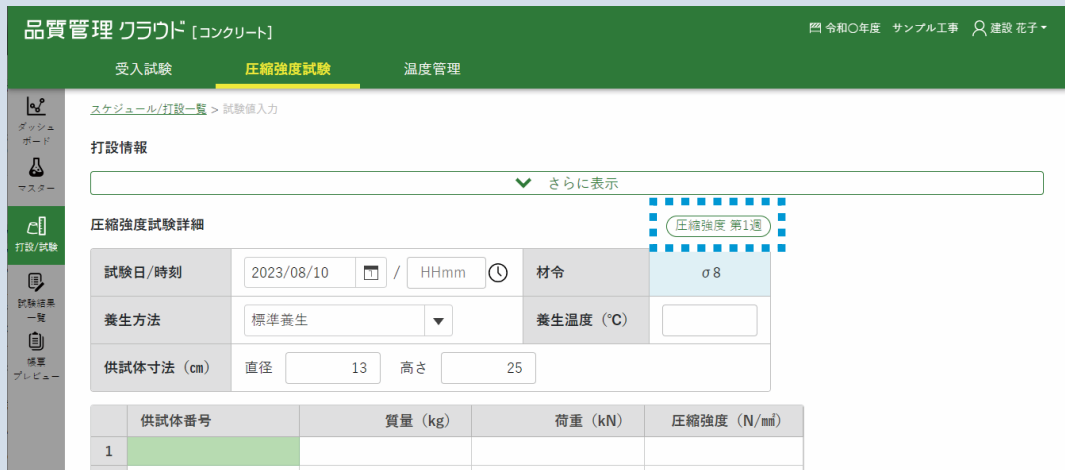 品質管理 クラウド [コンクリート]
令和〇年度 サンプル工事 建設 花子
受入試験 圧縮強度試験 温度管理
ダッシュ
ボード
マスター
打設/試験
試験結果
一覧
帳票
プレビュー
スケジュール/打設一覧 > 試験値入力
打設情報
さらに表示
圧縮強度試験詳細 圧縮強度 第1週
試験日/時刻 2023/08/10 / HHmm 材令 σ8
養生方法 標準養生 養生温度（℃）
供試体寸法（㎝） 直径 13 高さ 25
供試体番号 質量（kg） 荷重（kN） 圧縮強度（N/㎟）
1